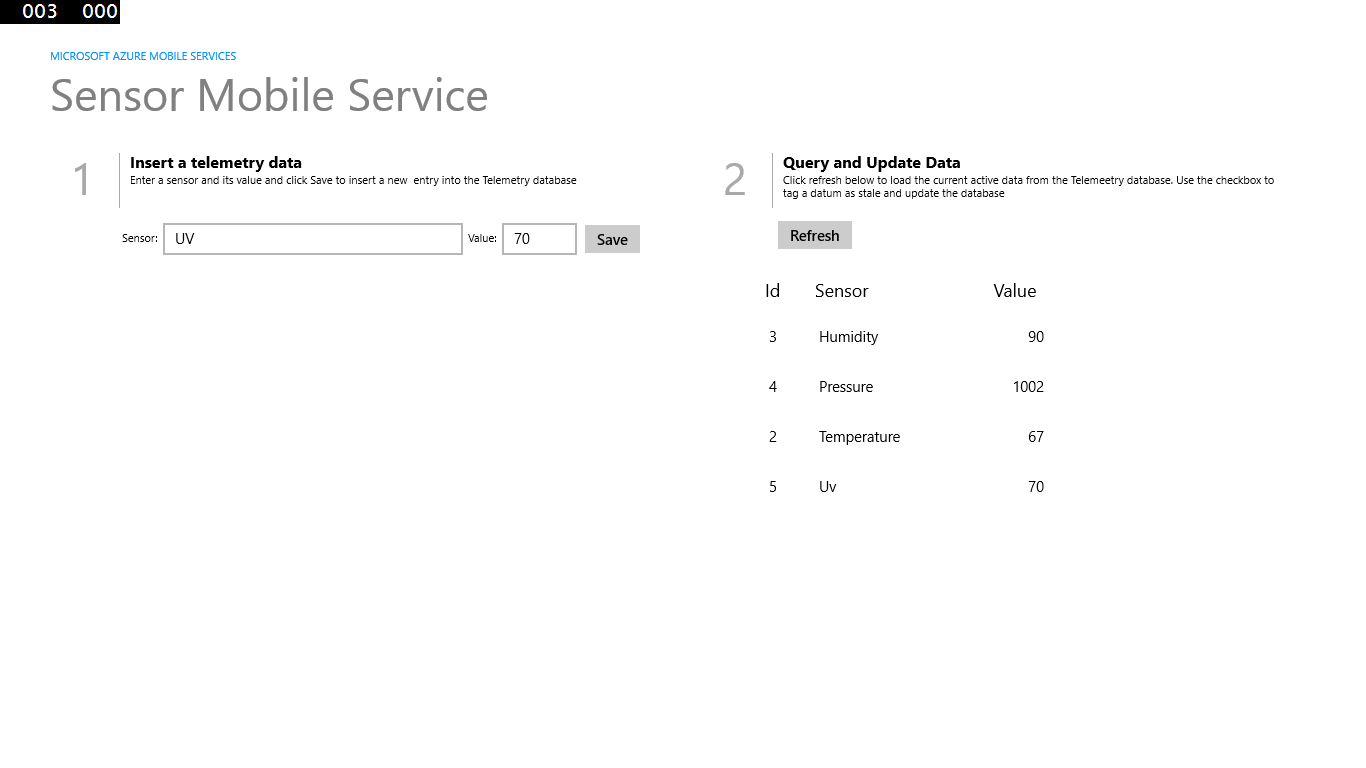 003 000
MICROSOFT AZURE MOBILE SERVICES
Sensor Mobile Service
1
Insert a telemetry data
Enter a sensor and its value and click Save to insert a new  entry into the Telemetry database
Sensor: UV Value: 70 Save
2
Query and Update Data
Click refresh below to load the current active data from the Telemeetry database. Use the checkbox to
tag a datum as stale and update the database
Refresh
Id Sensor Value
3 Humidity 90
4 Pressure 1002
2 Temperature 67
5 Uv 70